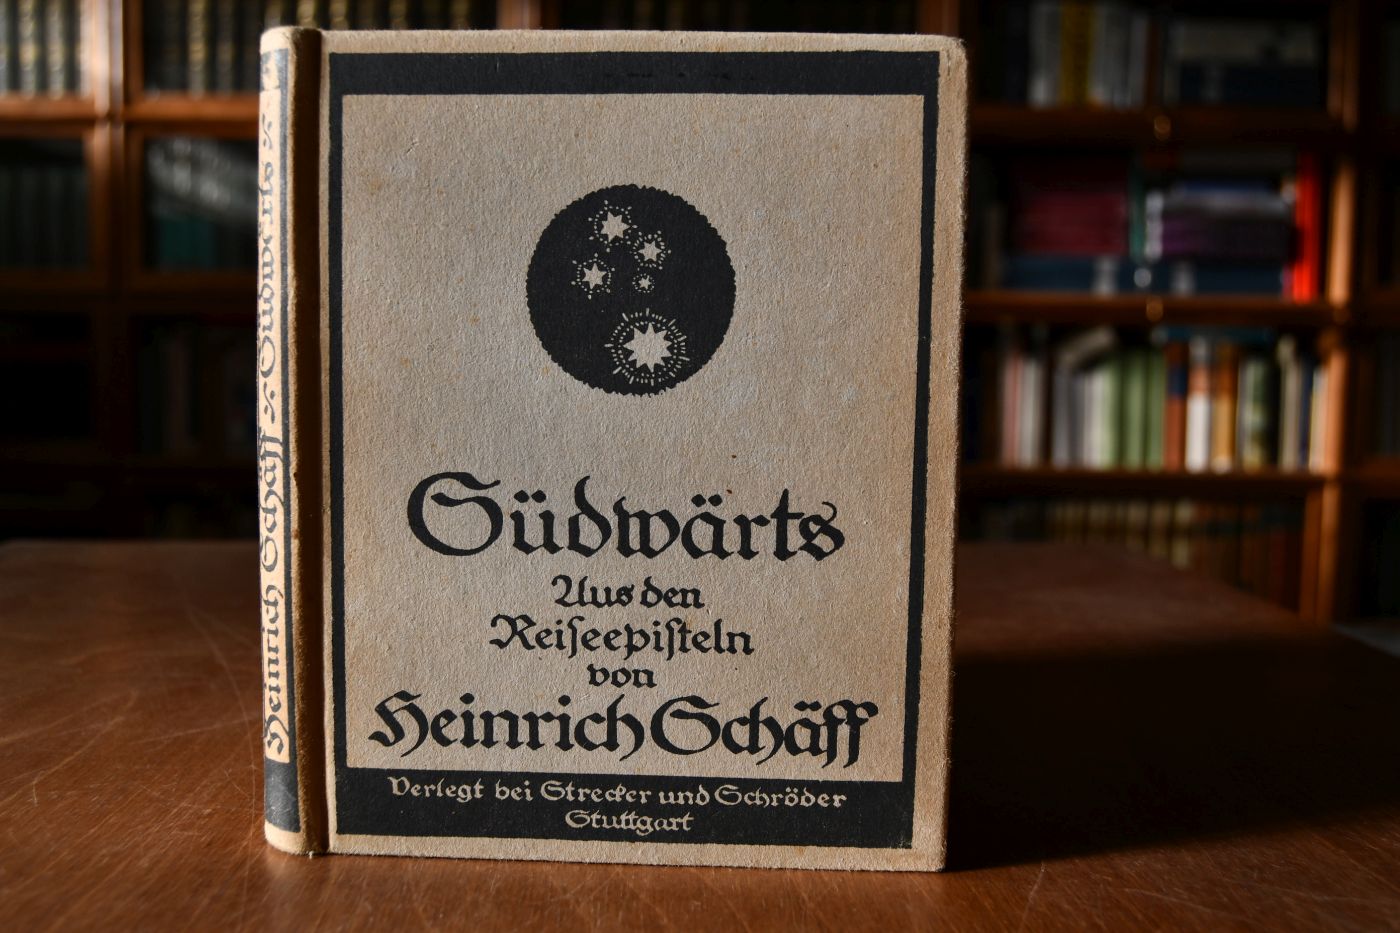 Südwärts
Aus den
Reiſeepiſteln
von
Heinrich Schäff
Verlegt bei Strecker und Schröder
Stuttgart
Heinrich Schäff ⁒ Südwärts ⁒